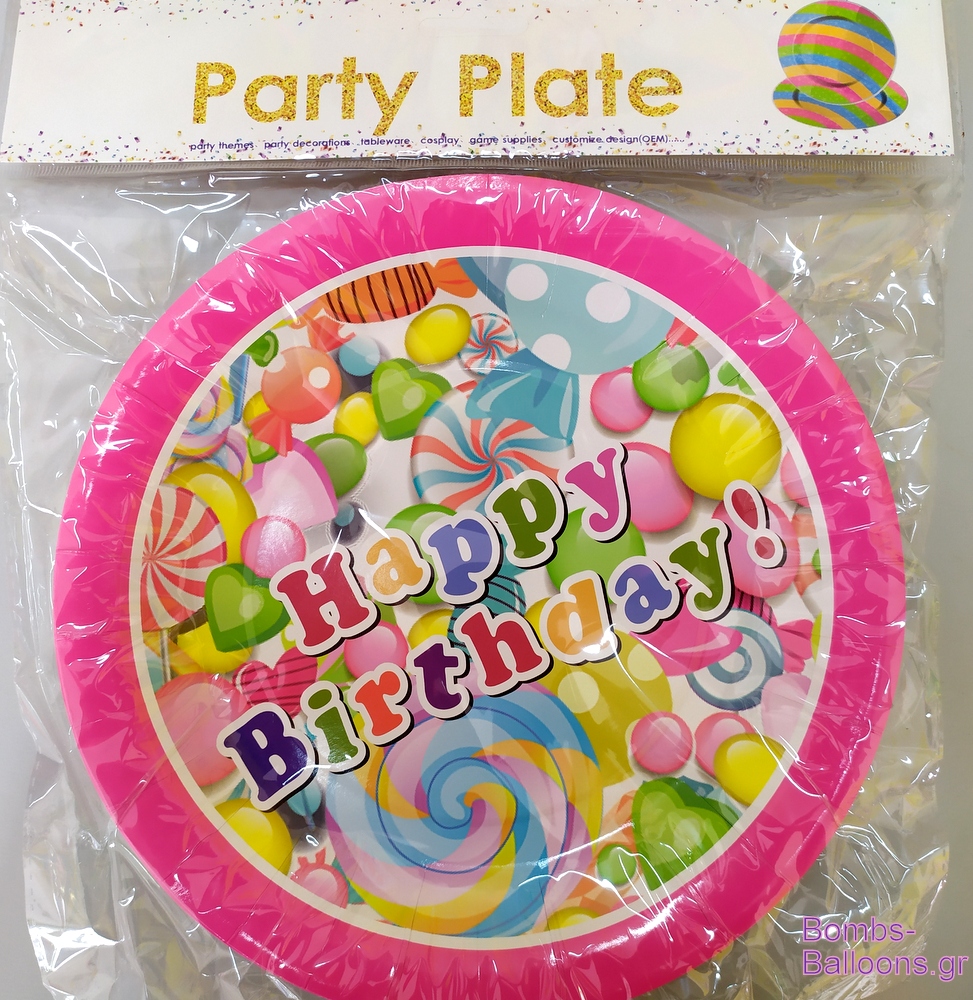 Party Plate
party themes party decorations tableware cosplay game supplies customize design(OEM).....
Happy
Birthday!
Bombs-
Balloons.gr